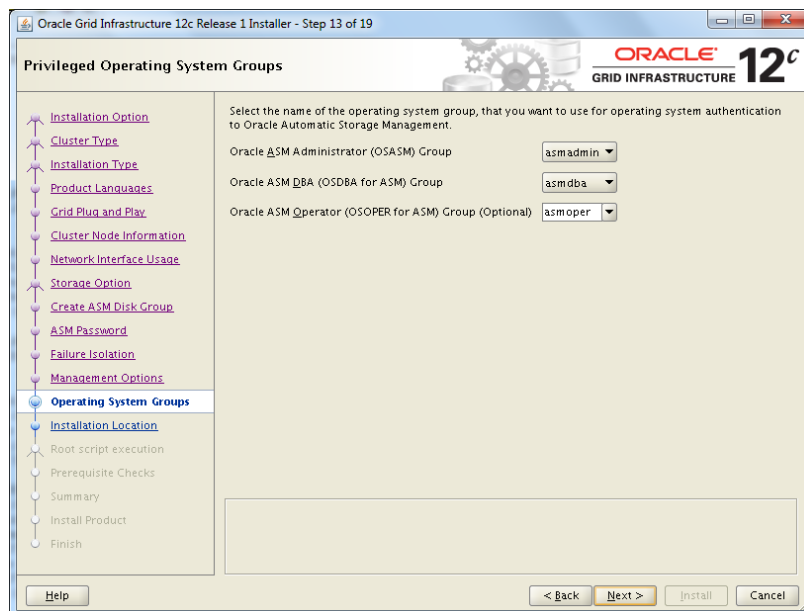 Oracle Grid Infrastructure 12c Release 1 Installer - Step 13 of 19
Privileged Operating System Groups
ORACLE
GRID INFRASTRUCTURE
12c
Installation Option
Cluster Type
Installation Type
Product Languages
Grid Plug and Play
Cluster Node Information
Network Interface Usage
Storage Option
Create ASM Disk Group
ASM Password
Failure Isolation
Management Options
Operating System Groups
Installation Location
Root script execution
Prerequisite Checks
Summary
Install Product
Finish
Select the name of the operating system group, that you want to use for operating system authentication
to Oracle Automatic Storage Management.
Oracle ASM Administrator (OSASM) Group asmadmin
Oracle ASM DBA (OSDBA for ASM) Group asmdba
Oracle ASM Operator (OSOPER for ASM) Group (Optional) asmoper
Help
< Back Next > Install Cancel